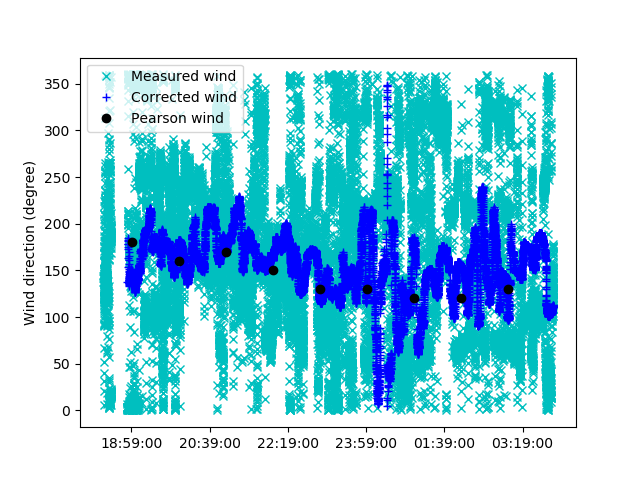 Measured wind
Corrected wind
Pearson wind
Wind direction (degree)
350
300
250
200
150
100
50
0
18:59:00 20:39:00 22:19:00 23:59:00 01:39:00 03:19:00